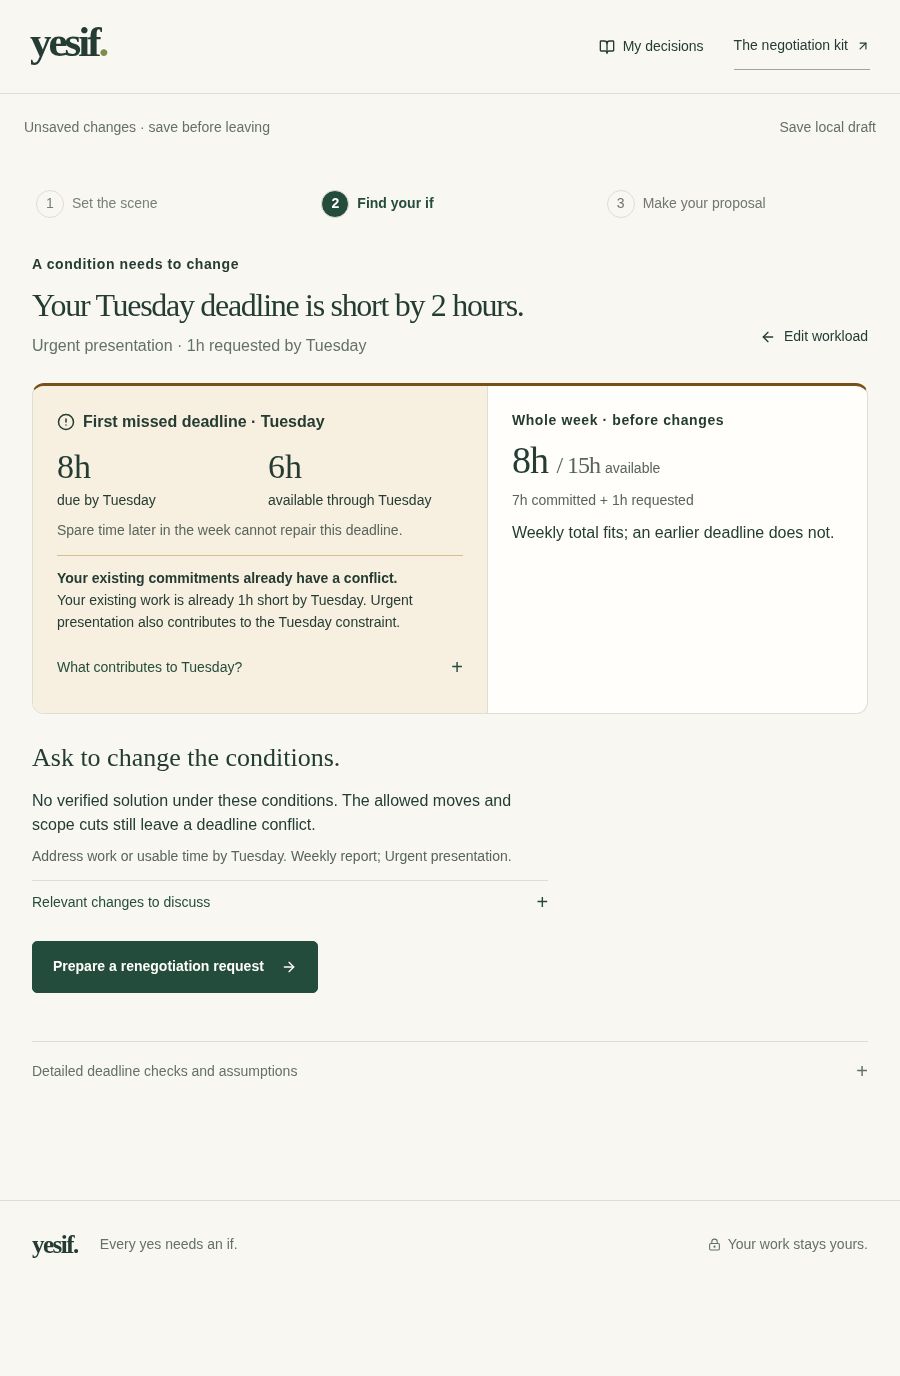 yesif.
My decisions
The negotiation kit
Unsaved changes · save before leaving
Save local draft
1 Set the scene
2 Find your if
3 Make your proposal
A condition needs to change
Your Tuesday deadline is short by 2 hours.
Urgent presentation · 1h requested by Tuesday
Edit workload
First missed deadline · Tuesday
8h
due by Tuesday
6h
available through Tuesday
Spare time later in the week cannot repair this deadline.
Your existing commitments already have a conflict.
Your existing work is already 1h short by Tuesday. Urgent
presentation also contributes to the Tuesday constraint.
What contributes to Tuesday? +
Whole week · before changes
8h / 15h available
7h committed + 1h requested
Weekly total fits; an earlier deadline does not.
Ask to change the conditions.
No verified solution under these conditions. The allowed moves and
scope cuts still leave a deadline conflict.
Address work or usable time by Tuesday. Weekly report; Urgent presentation.
Relevant changes to discuss +
Prepare a renegotiation request
Detailed deadline checks and assumptions +
yesif.
Every yes needs an if.
Your work stays yours.